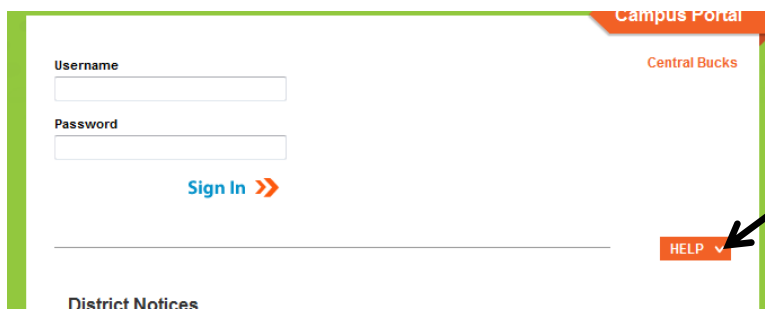 Campus Portal
Username
Central Bucks
Password
Sign In
HELP
District Notices